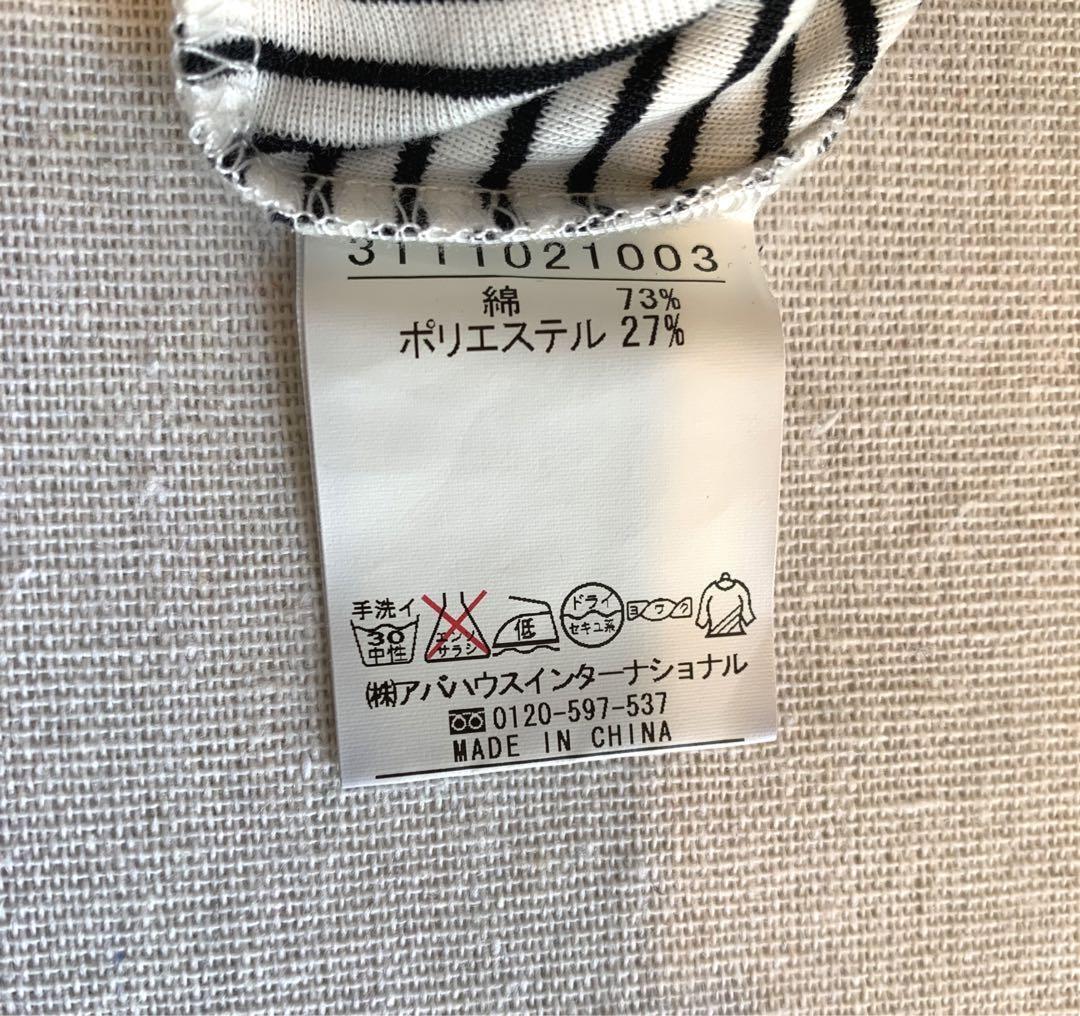 3111021003
綿 73%
ポリエステル 27%
手洗イ
30
中性
エンソ
サラシ
低
ドライ
セキユ系
ヨワク
(株)アバハウスインターナショナル
0120-597-537
MADE IN CHINA